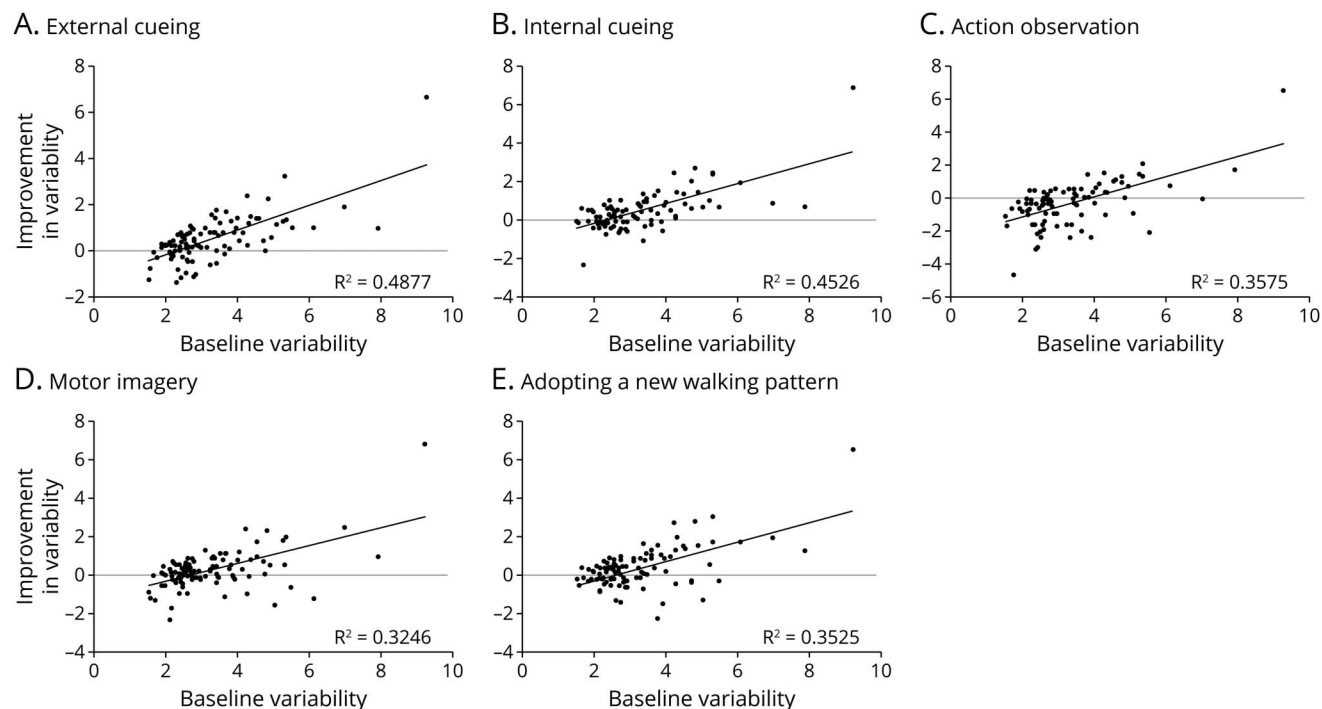 A. External cueing
Improvement
in variablity
8
6
4
2
0
−2
0 2 4 6 8 10
R² = 0.4877
Baseline variability
B. Internal cueing
8
6
4
2
0
−2
−4
0 2 4 6 8 10
R² = 0.4526
Baseline variability
C. Action observation
8
6
4
2
0
−2
−4
−6
0 2 4 6 8 10
R² = 0.3575
Baseline variability
D. Motor imagery
Improvement
in variablity
8
6
4
2
0
−2
−4
0 2 4 6 8 10
R² = 0.3246
Baseline variability
E. Adopting a new walking pattern
8
6
4
2
0
−2
−4
0 2 4 6 8 10
R² = 0.3525
Baseline variability